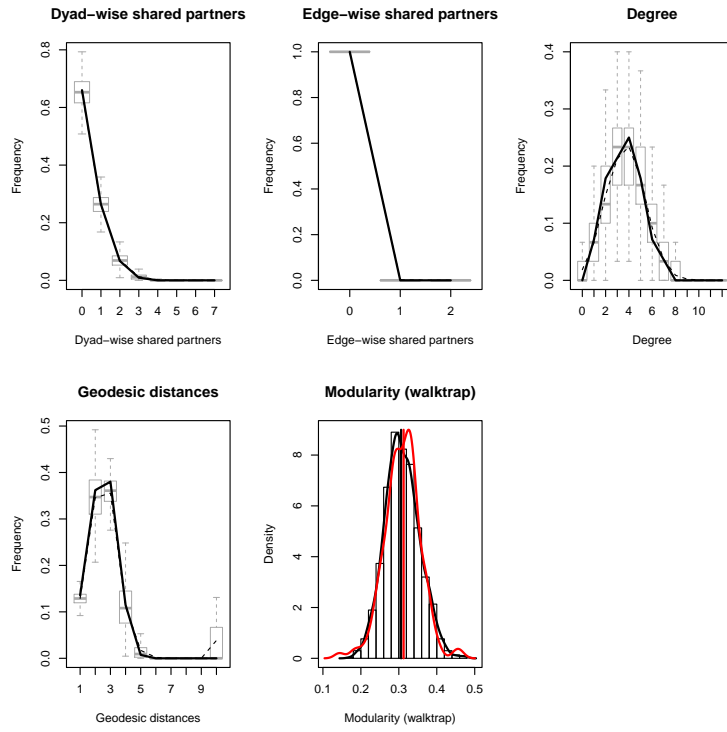 Dyad−wise shared partners
Frequency
0.0 0.2 0.4 0.6 0.8
0 1 2 3 4 5 6 7
Dyad−wise shared partners
Edge−wise shared partners
Frequency
0.0 0.2 0.4 0.6 0.8 1.0
0 1 2
Edge−wise shared partners
Degree
Frequency
0.0 0.1 0.2 0.3 0.4
0 2 4 6 8 10
Degree
Geodesic distances
Frequency
0.0 0.1 0.2 0.3 0.4 0.5
1 3 5 7 9
Geodesic distances
Modularity (walktrap)
Density
0 2 4 6 8
0.1 0.2 0.3 0.4 0.5
Modularity (walktrap)